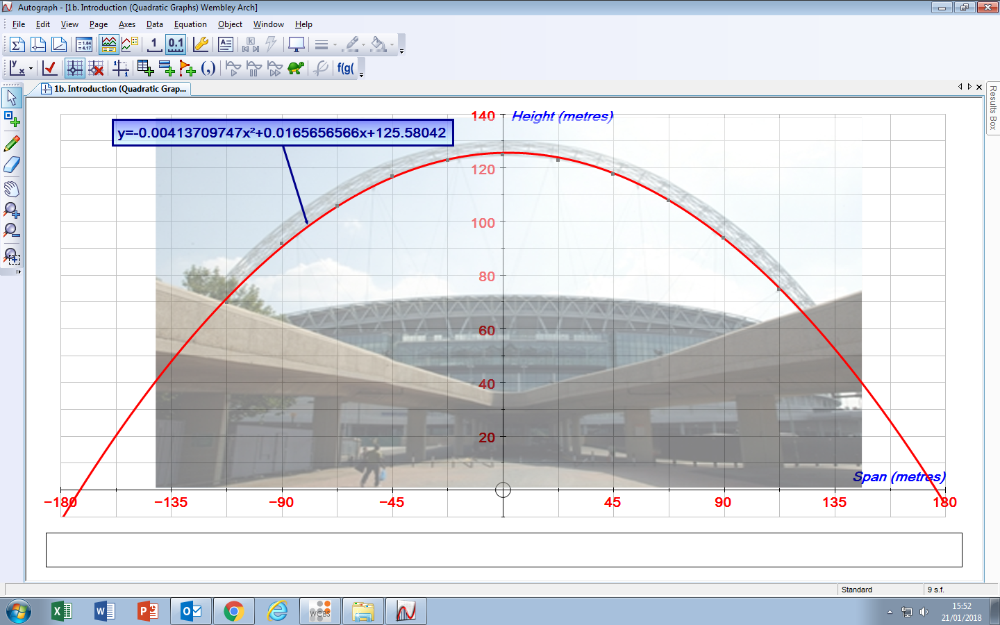 Autograph - [1b. Introduction (Quadratic Graphs) Wembley Arch]
File Edit View Page Axes Data Equation Object Window Help
Σ 1 0.1 A k
y x 1 1 (,) f(g(
1b. Introduction (Quadratic Grap...
Results Box
140 Height (metres)
y=-0.00413709747x²+0.0165656566x+125.58042
120
100
80
60
40
20
Span (metres)
−180 −135 −90 −45 45 90 135 180
Standard 9 s.f.
X W P O e WCBS
15:52
21/01/2018